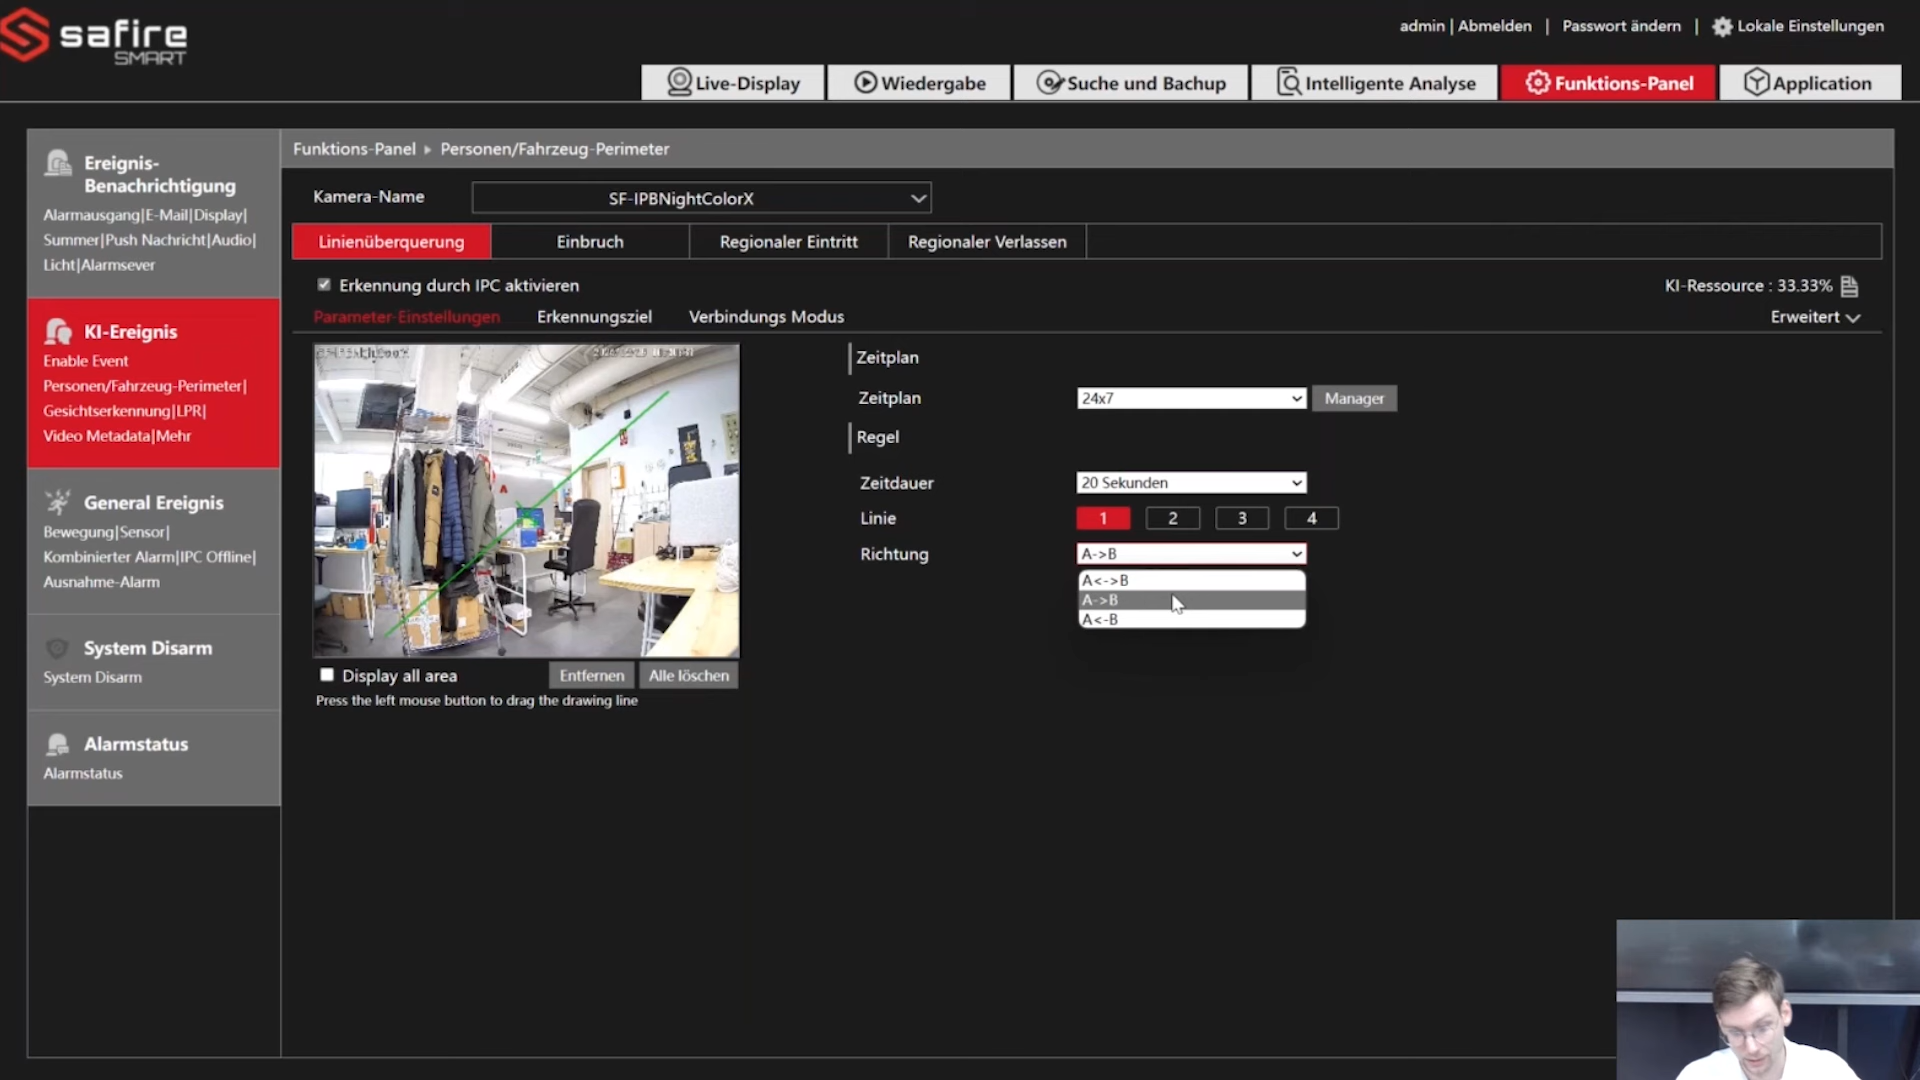 safire
SMART
admin | Abmelden | Passwort ändern | Lokale Einstellungen
Live-Display
Wiedergabe
Suche und Bachup
Intelligente Analyse
Funktions-Panel
Application
Ereignis-
Benachrichtigung
Alarmausgang|E-Mail|Display|
Summer|Push Nachricht|Audio|
Licht|Alarmsever
KI-Ereignis
Enable Event
Personen/Fahrzeug-Perimeter|
Gesichtserkennung|LPR|
Video Metadata|Mehr
General Ereignis
Bewegung|Sensor|
Kombinierter Alarm|IPC Offline|
Ausnahme-Alarm
System Disarm
System Disarm
Alarmstatus
Alarmstatus
Funktions-Panel ▸ Personen/Fahrzeug-Perimeter
Kamera-Name
SF-IPBNightColorX
Linienüberquerung
Einbruch
Regionaler Eintritt
Regionaler Verlassen
Erkennung durch IPC aktivieren
KI-Ressource : 33.33%
Parameter-Einstellungen
Erkennungsziel
Verbindungs Modus
Erweitert
Display all area
Entfernen
Alle löschen
Press the left mouse button to drag the drawing line
Zeitplan
Zeitplan
24x7
Manager
Regel
Zeitdauer
20 Sekunden
Linie
1 2 3 4
Richtung
A->B
A<->B
A->B
A<-B